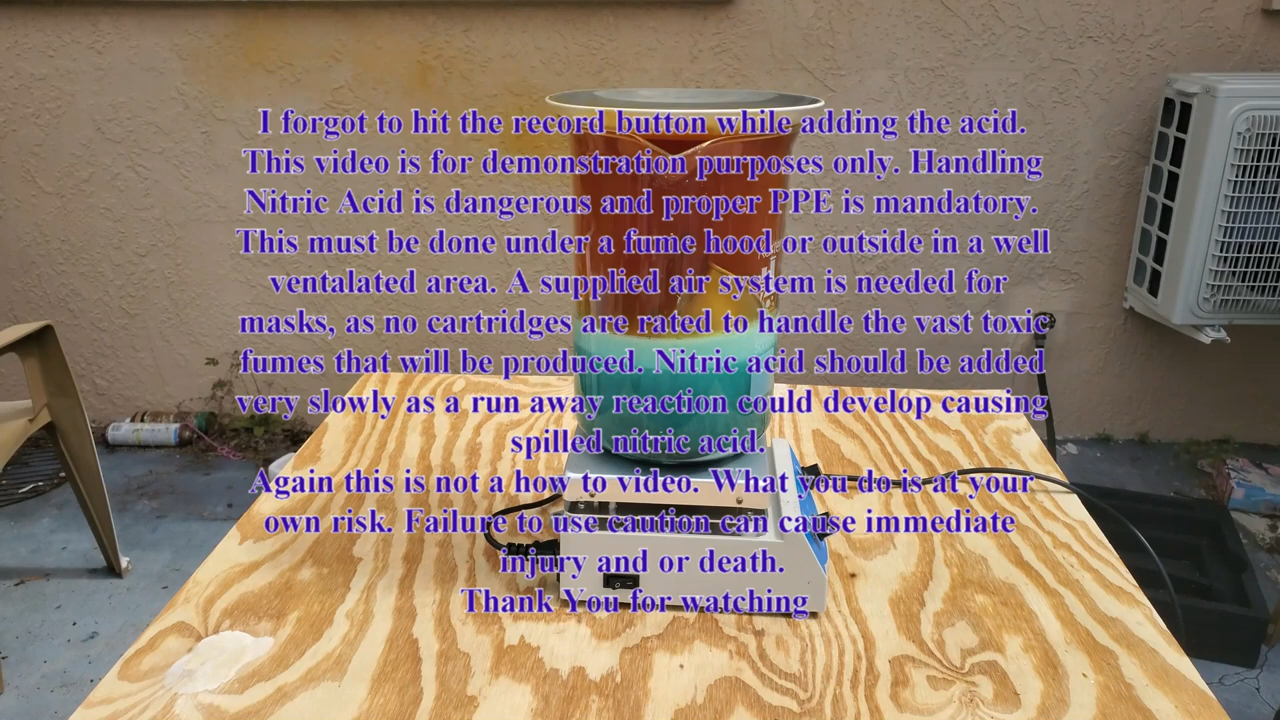 I forgot to hit the record button while adding the acid.
This video is for demonstration purposes only. Handling
Nitric Acid is dangerous and proper PPE is mandatory.
This must be done under a fume hood or outside in a well
ventalated area. A supplied air system is needed for
masks, as no cartridges are rated to handle the vast toxic
fumes that will be produced. Nitric acid should be added
very slowly as a run away reaction could develop causing
spilled nitric acid.
Again this is not a how to video. What you do is at your
own risk. Failure to use caution can cause immediate
injury and or death.
Thank You for watching